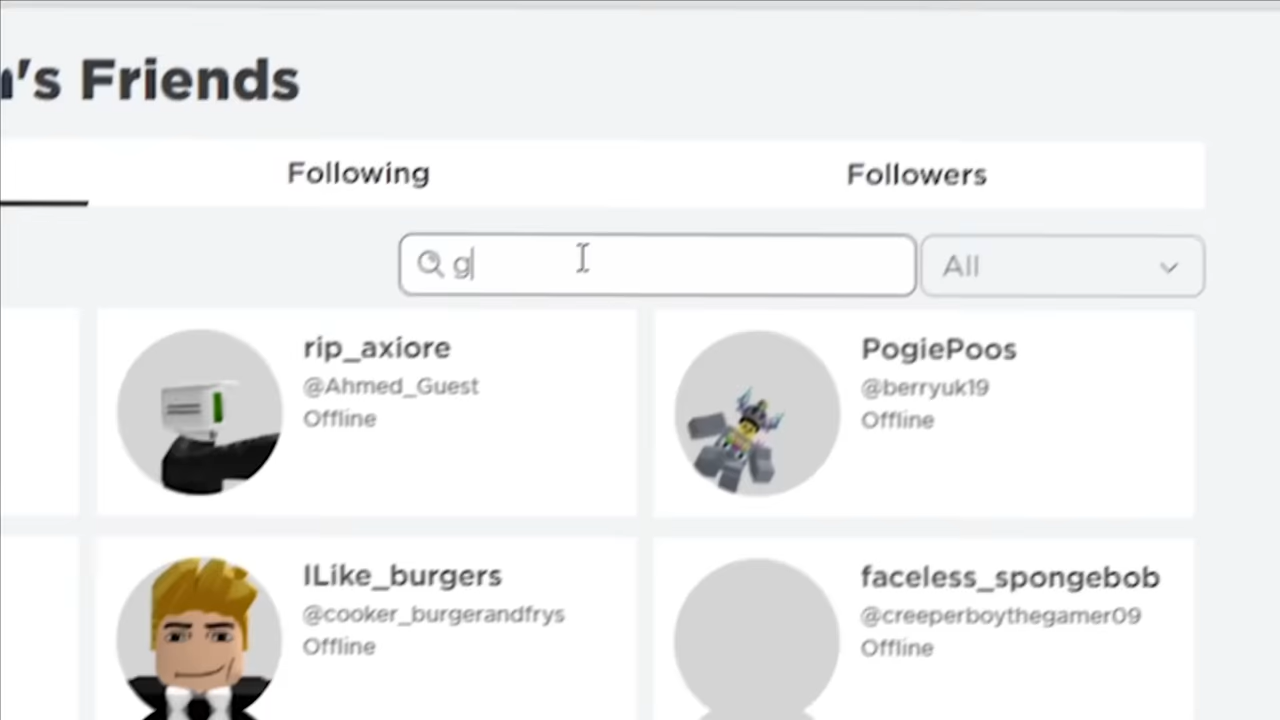 's Friends
Following
Followers
g
All
rip_axiore
@Ahmed_Guest
Offline
PogiePoos
@berryuk19
Offline
ILike_burgers
@cooker_burgerandfrys
Offline
faceless_spongebob
@creeperboythegamer09
Offline